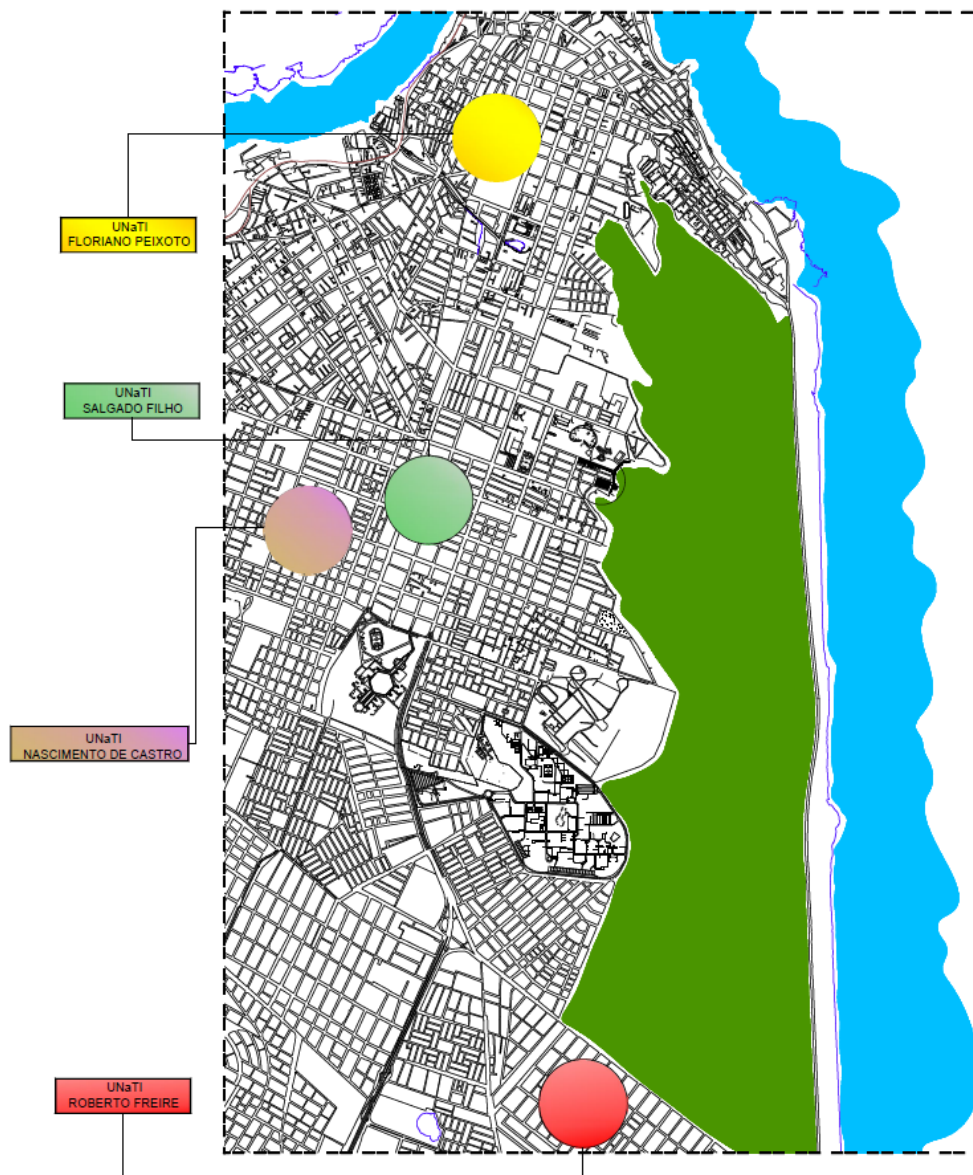 UNaTI
FLORIANO PEIXOTO
UNaTI
SALGADO FILHO
UNaTI
NASCIMENTO DE CASTRO
UNaTI
ROBERTO FREIRE